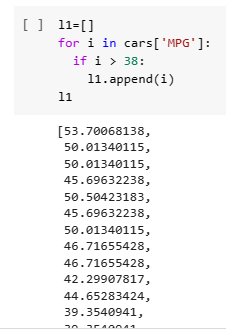 [ ] l1=[]
for i in cars['MPG']:
if i > 38:
l1.append(i)
l1
[53.70068138,
50.01340115,
50.01340115,
45.69632238,
50.50423183,
45.69632238,
50.01340115,
46.71655428,
46.71655428,
42.29907817,
44.65283424,
39.3540941,